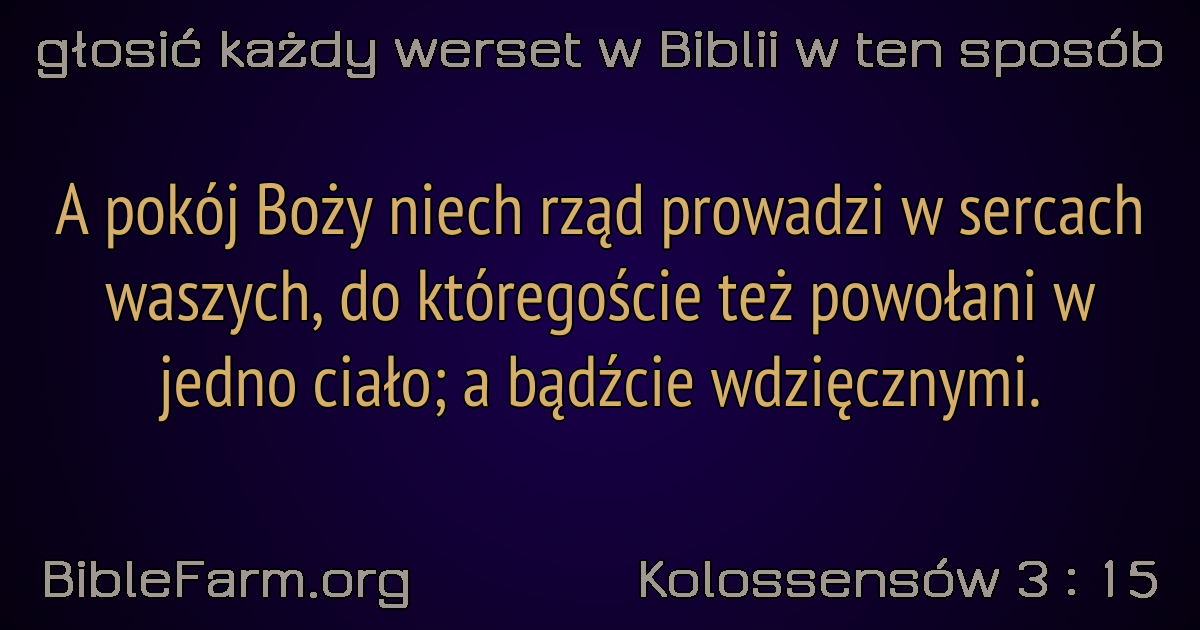 głosić każdy werset w Biblii w ten sposób
A pokój Boży niech rząd prowadzi w sercach
waszych, do któregoście też powołani w
jedno ciało; a bądźcie wdzięcznymi.
BibleFarm.org
Kolossensów 3 : 15